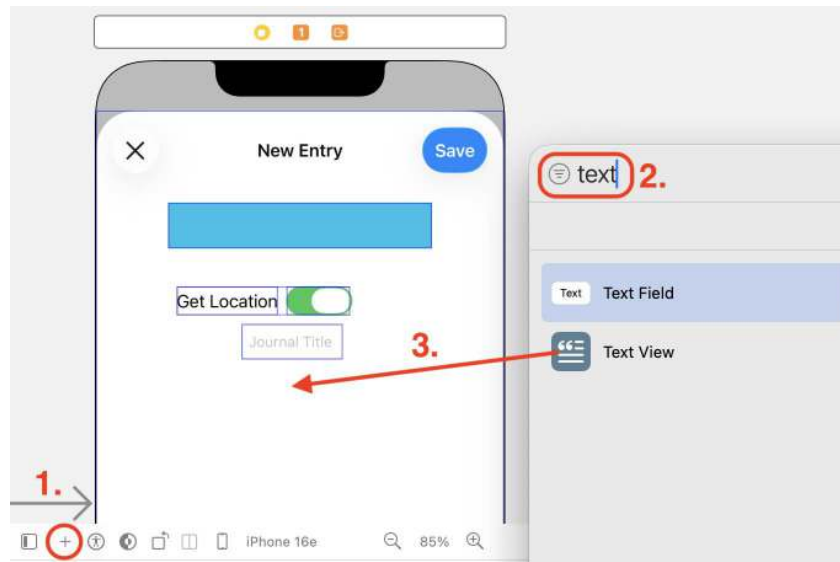 1
New Entry
Save
text
2.
Get Location
Text
Text Field
Journal Title
3.
Text View
1.
iPhone 16e
85%